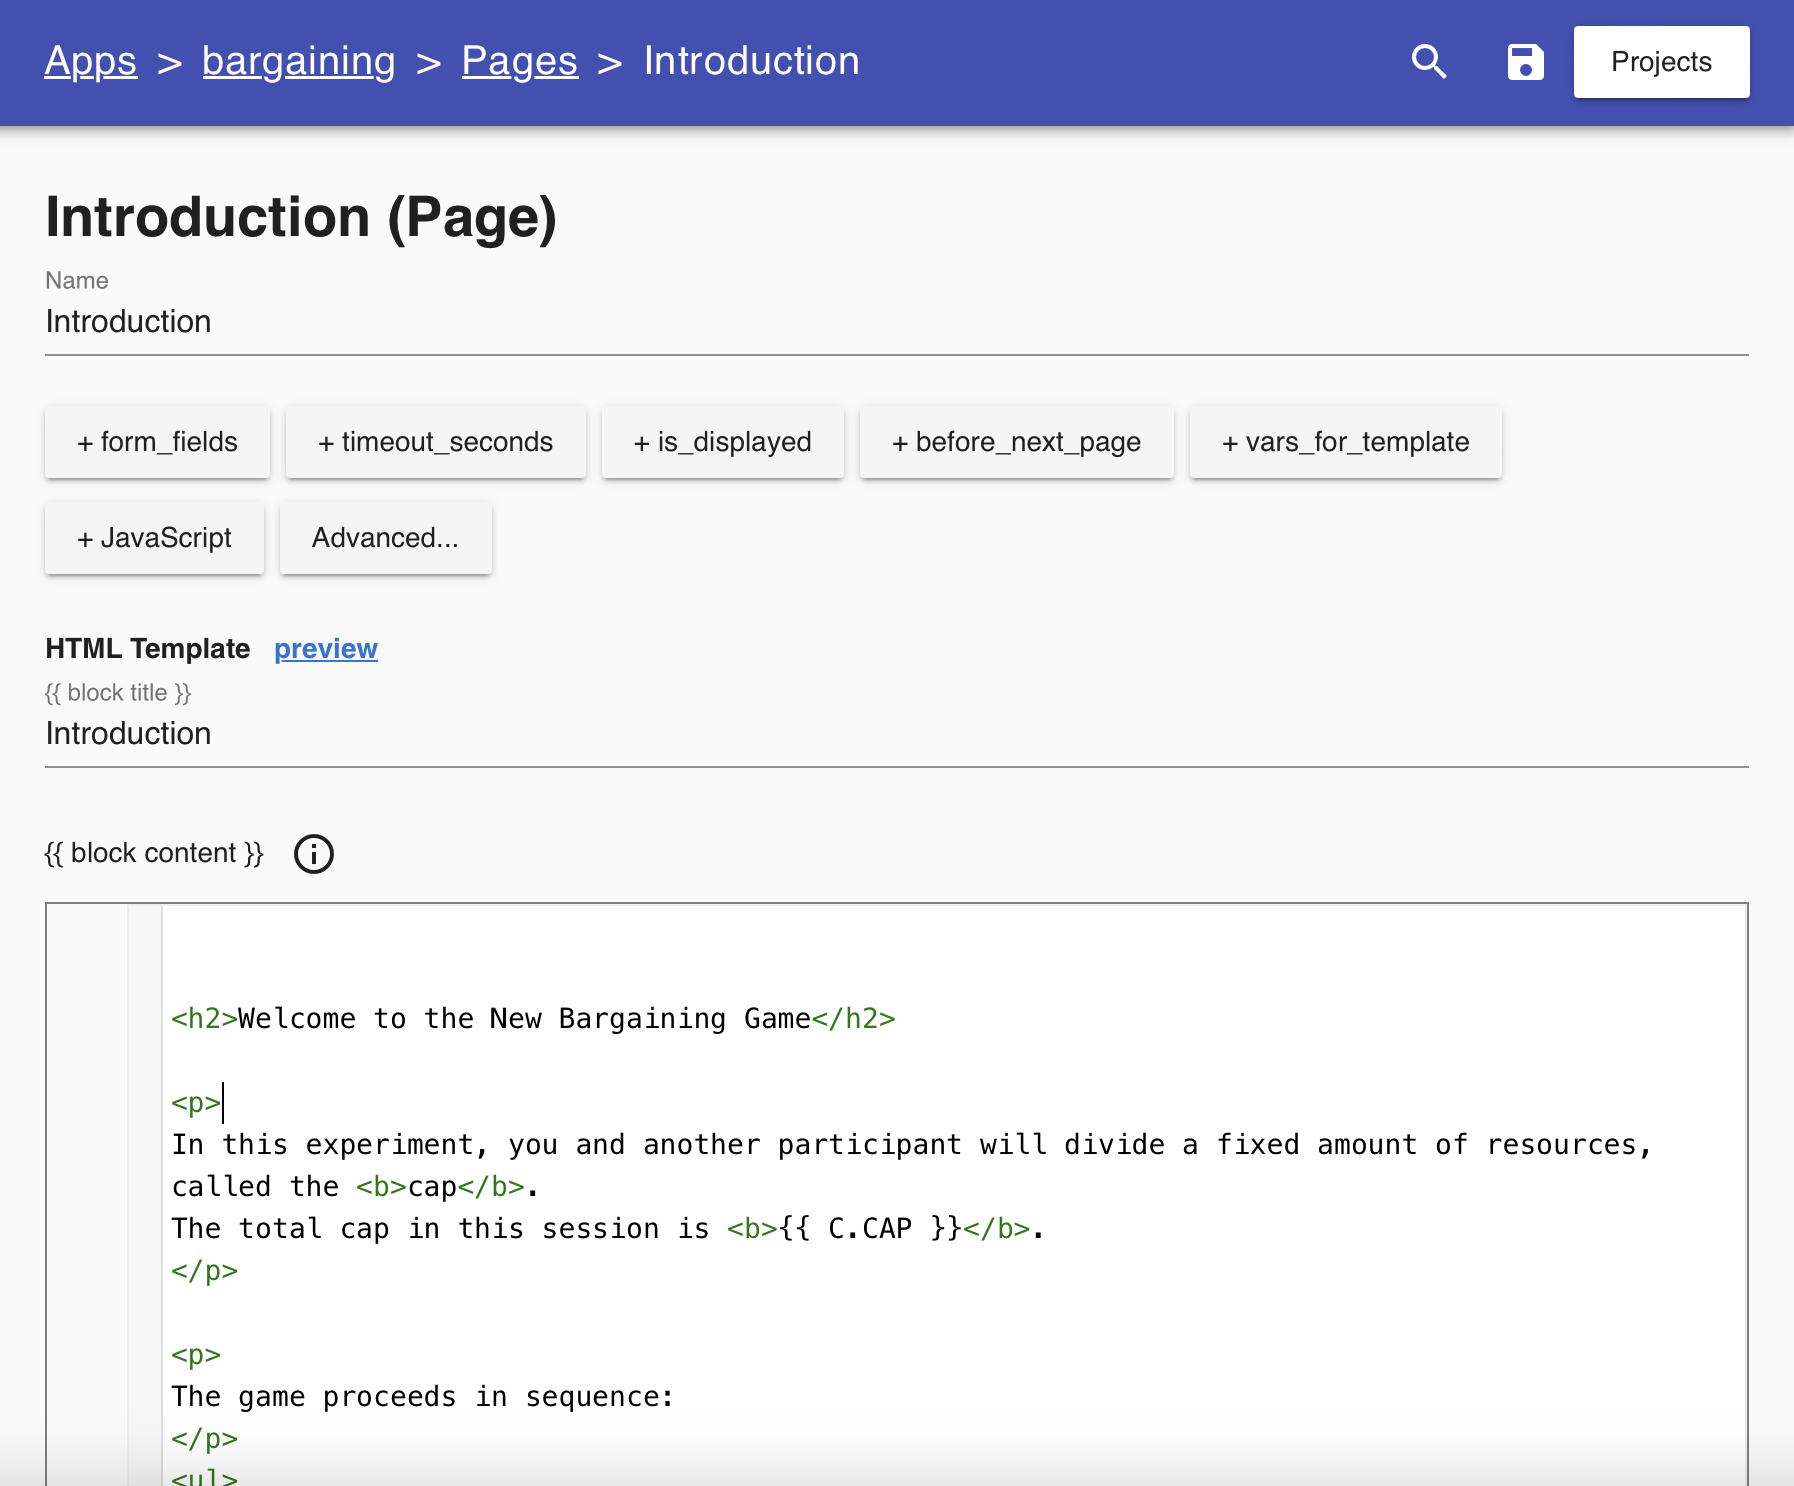 Apps > bargaining > Pages > Introduction
Projects
Introduction (Page)
Name
Introduction
+ form_fields
+ timeout_seconds
+ is_displayed
+ before_next_page
+ vars_for_template
+ JavaScript
Advanced...
HTML Template preview
{{ block title }}
Introduction
{{ block content }}
<h2>Welcome to the New Bargaining Game</h2>
<p>
In this experiment, you and another participant will divide a fixed amount of resources,
called the <b>cap</b>.
The total cap in this session is <b>{{ C.CAP }}</b>.
</p>
<p>
The game proceeds in sequence:
</p>
<ul>